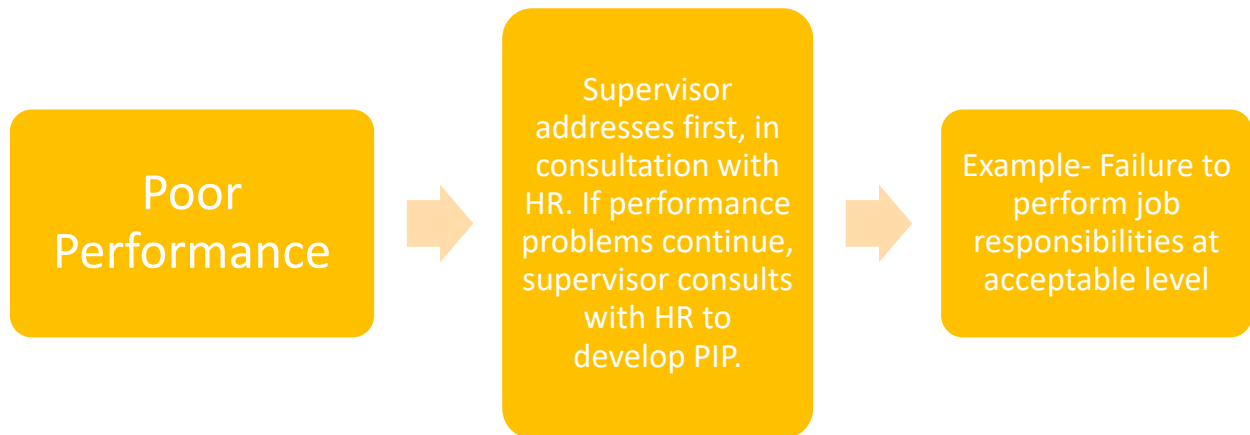 Poor
Performance
Supervisor
addresses first, in
consultation with
HR. If performance
problems continue,
supervisor consults
with HR to
develop PIP.
Example- Failure to
perform job
responsibilities at
acceptable level